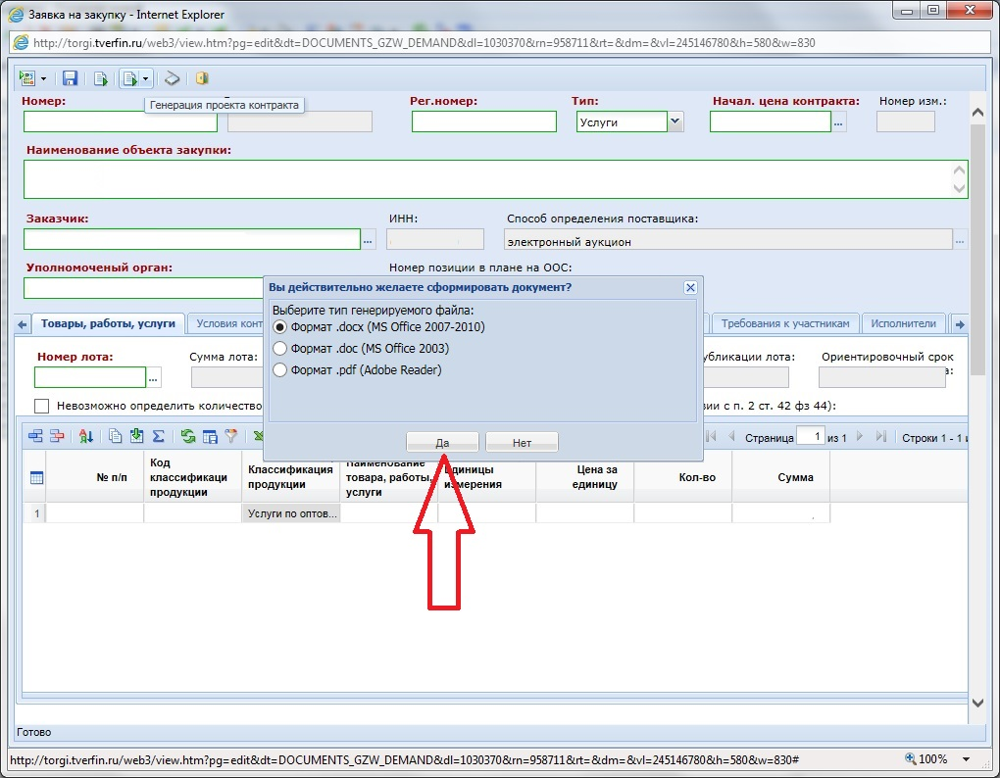 Заявка на закупку - Internet Explorer
http://torgi.tverfin.ru/web3/view.htm?pg=edit&dt=DOCUMENTS_GZW_DEMAND&dl=1030370&rn=958711&rt=&dm=&vl=245146780&h=580&w=830
Номер:
Генерация проекта контракта
Рег.номер:
Тип:
Начал. цена контракта:
Номер изм.:
Услуги
...
Наименование объекта закупки:
Заказчик:
ИНН:
Способ определения поставщика:
...
электронный аукцион
...
Уполномоченый орган:
Номер позиции в плане на ООС:
Вы действительно желаете сформировать документ?
Выберите тип генерируемого файла:
Формат .docx (MS Office 2007-2010)
Формат .doc (MS Office 2003)
Формат .pdf (Adobe Reader)
Да
Нет
Товары, работы, услуги
Условия конт
Требования к участникам
Исполнители
Номер лота:
Сумма лота:
убликации лота:
Ориентировочный срок
а:
...
Невозможно определить количество
зии с п. 2 ст. 42 фз 44):
Страница 1 из 1
Строки 1 - 1 и
№ п/п
Код классификаци продукции
Классификация продукции
Наименование товара, работы, услуги
Единицы измерения
Цена за единицу
Кол-во
Сумма
1
Услуги по оптов...
Готово
http://torgi.tverfin.ru/web3/view.htm?pg=edit&dt=DOCUMENTS_GZW_DEMAND&dl=1030370&rn=958711&rt=&dm=&vl=245146780&h=580&w=830#
100%